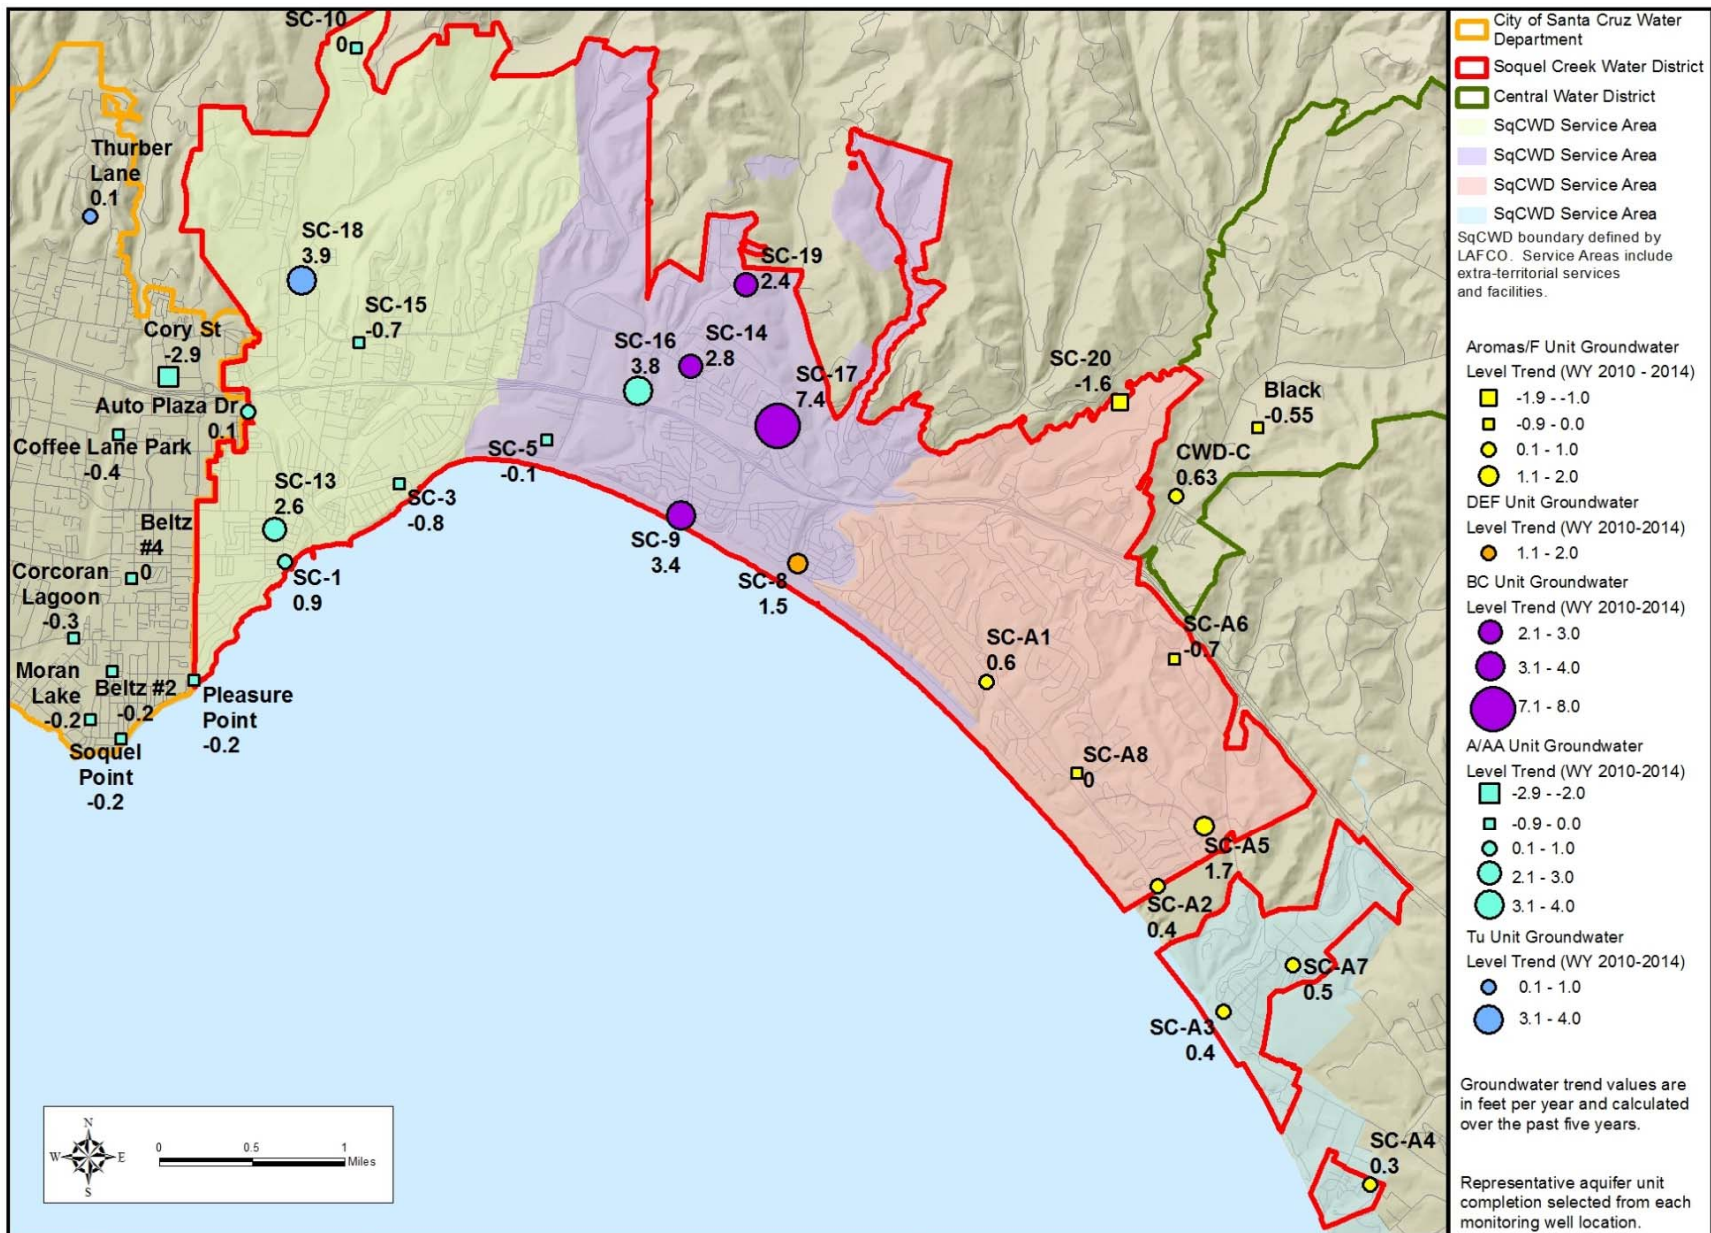 SC-10
0
Thurber
Lane
0.1
SC-18
3.9
SC-15
-0.7
Cory St
-2.9
Auto Plaza Dr
0.1
Coffee Lane Park
-0.4
SC-13
2.6
SC-3
-0.8
Beltz
#4
0
Corcoran
Lagoon
-0.3
SC-1
0.9
Moran
Lake
-0.2
Beltz #2
-0.2
Pleasure
Point
-0.2
Soquel
Point
-0.2
SC-19
2.4
SC-16
3.8
SC-14
2.8
SC-17
7.4
SC-5
-0.1
SC-9
3.4
SC-8
1.5
SC-20
-1.6
Black
-0.55
CWD-C
0.63
SC-A1
0.6
SC-A6
-0.7
SC-A8
0
SC-A5
1.7
SC-A2
0.4
SC-A7
0.5
SC-A3
0.4
SC-A4
0.3
N
W E
S
0 0.5 1
Miles
City of Santa Cruz Water
Department
Soquel Creek Water District
Central Water District
SqCWD Service Area
SqCWD Service Area
SqCWD Service Area
SqCWD Service Area
SqCWD boundary defined by
LAFCO. Service Areas include
extra-territorial services
and facilities.
Aromas/F Unit Groundwater
Level Trend (WY 2010 - 2014)
-1.9 - -1.0
-0.9 - 0.0
0.1 - 1.0
1.1 - 2.0
DEF Unit Groundwater
Level Trend (WY 2010-2014)
1.1 - 2.0
BC Unit Groundwater
Level Trend (WY 2010-2014)
2.1 - 3.0
3.1 - 4.0
7.1 - 8.0
A/AA Unit Groundwater
Level Trend (WY 2010-2014)
-2.9 - -2.0
-0.9 - 0.0
0.1 - 1.0
2.1 - 3.0
3.1 - 4.0
Tu Unit Groundwater
Level Trend (WY 2010-2014)
0.1 - 1.0
3.1 - 4.0
Groundwater trend values are
in feet per year and calculated
over the past five years.
Representative aquifer unit
completion selected from each
monitoring well location.